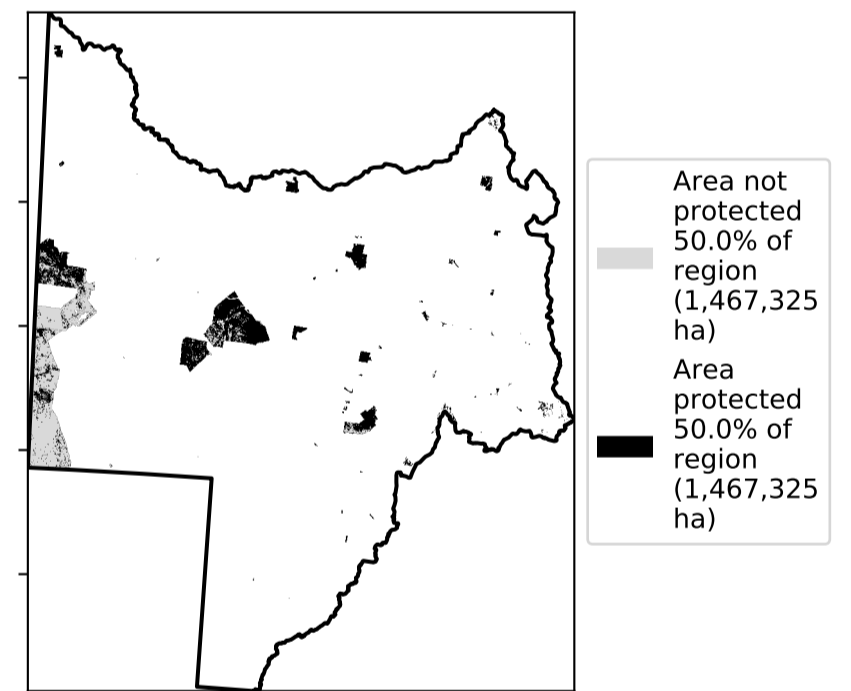 Area not
protected
50.0% of
region
(1,467,325
ha)
Area
protected
50.0% of
region
(1,467,325
ha)